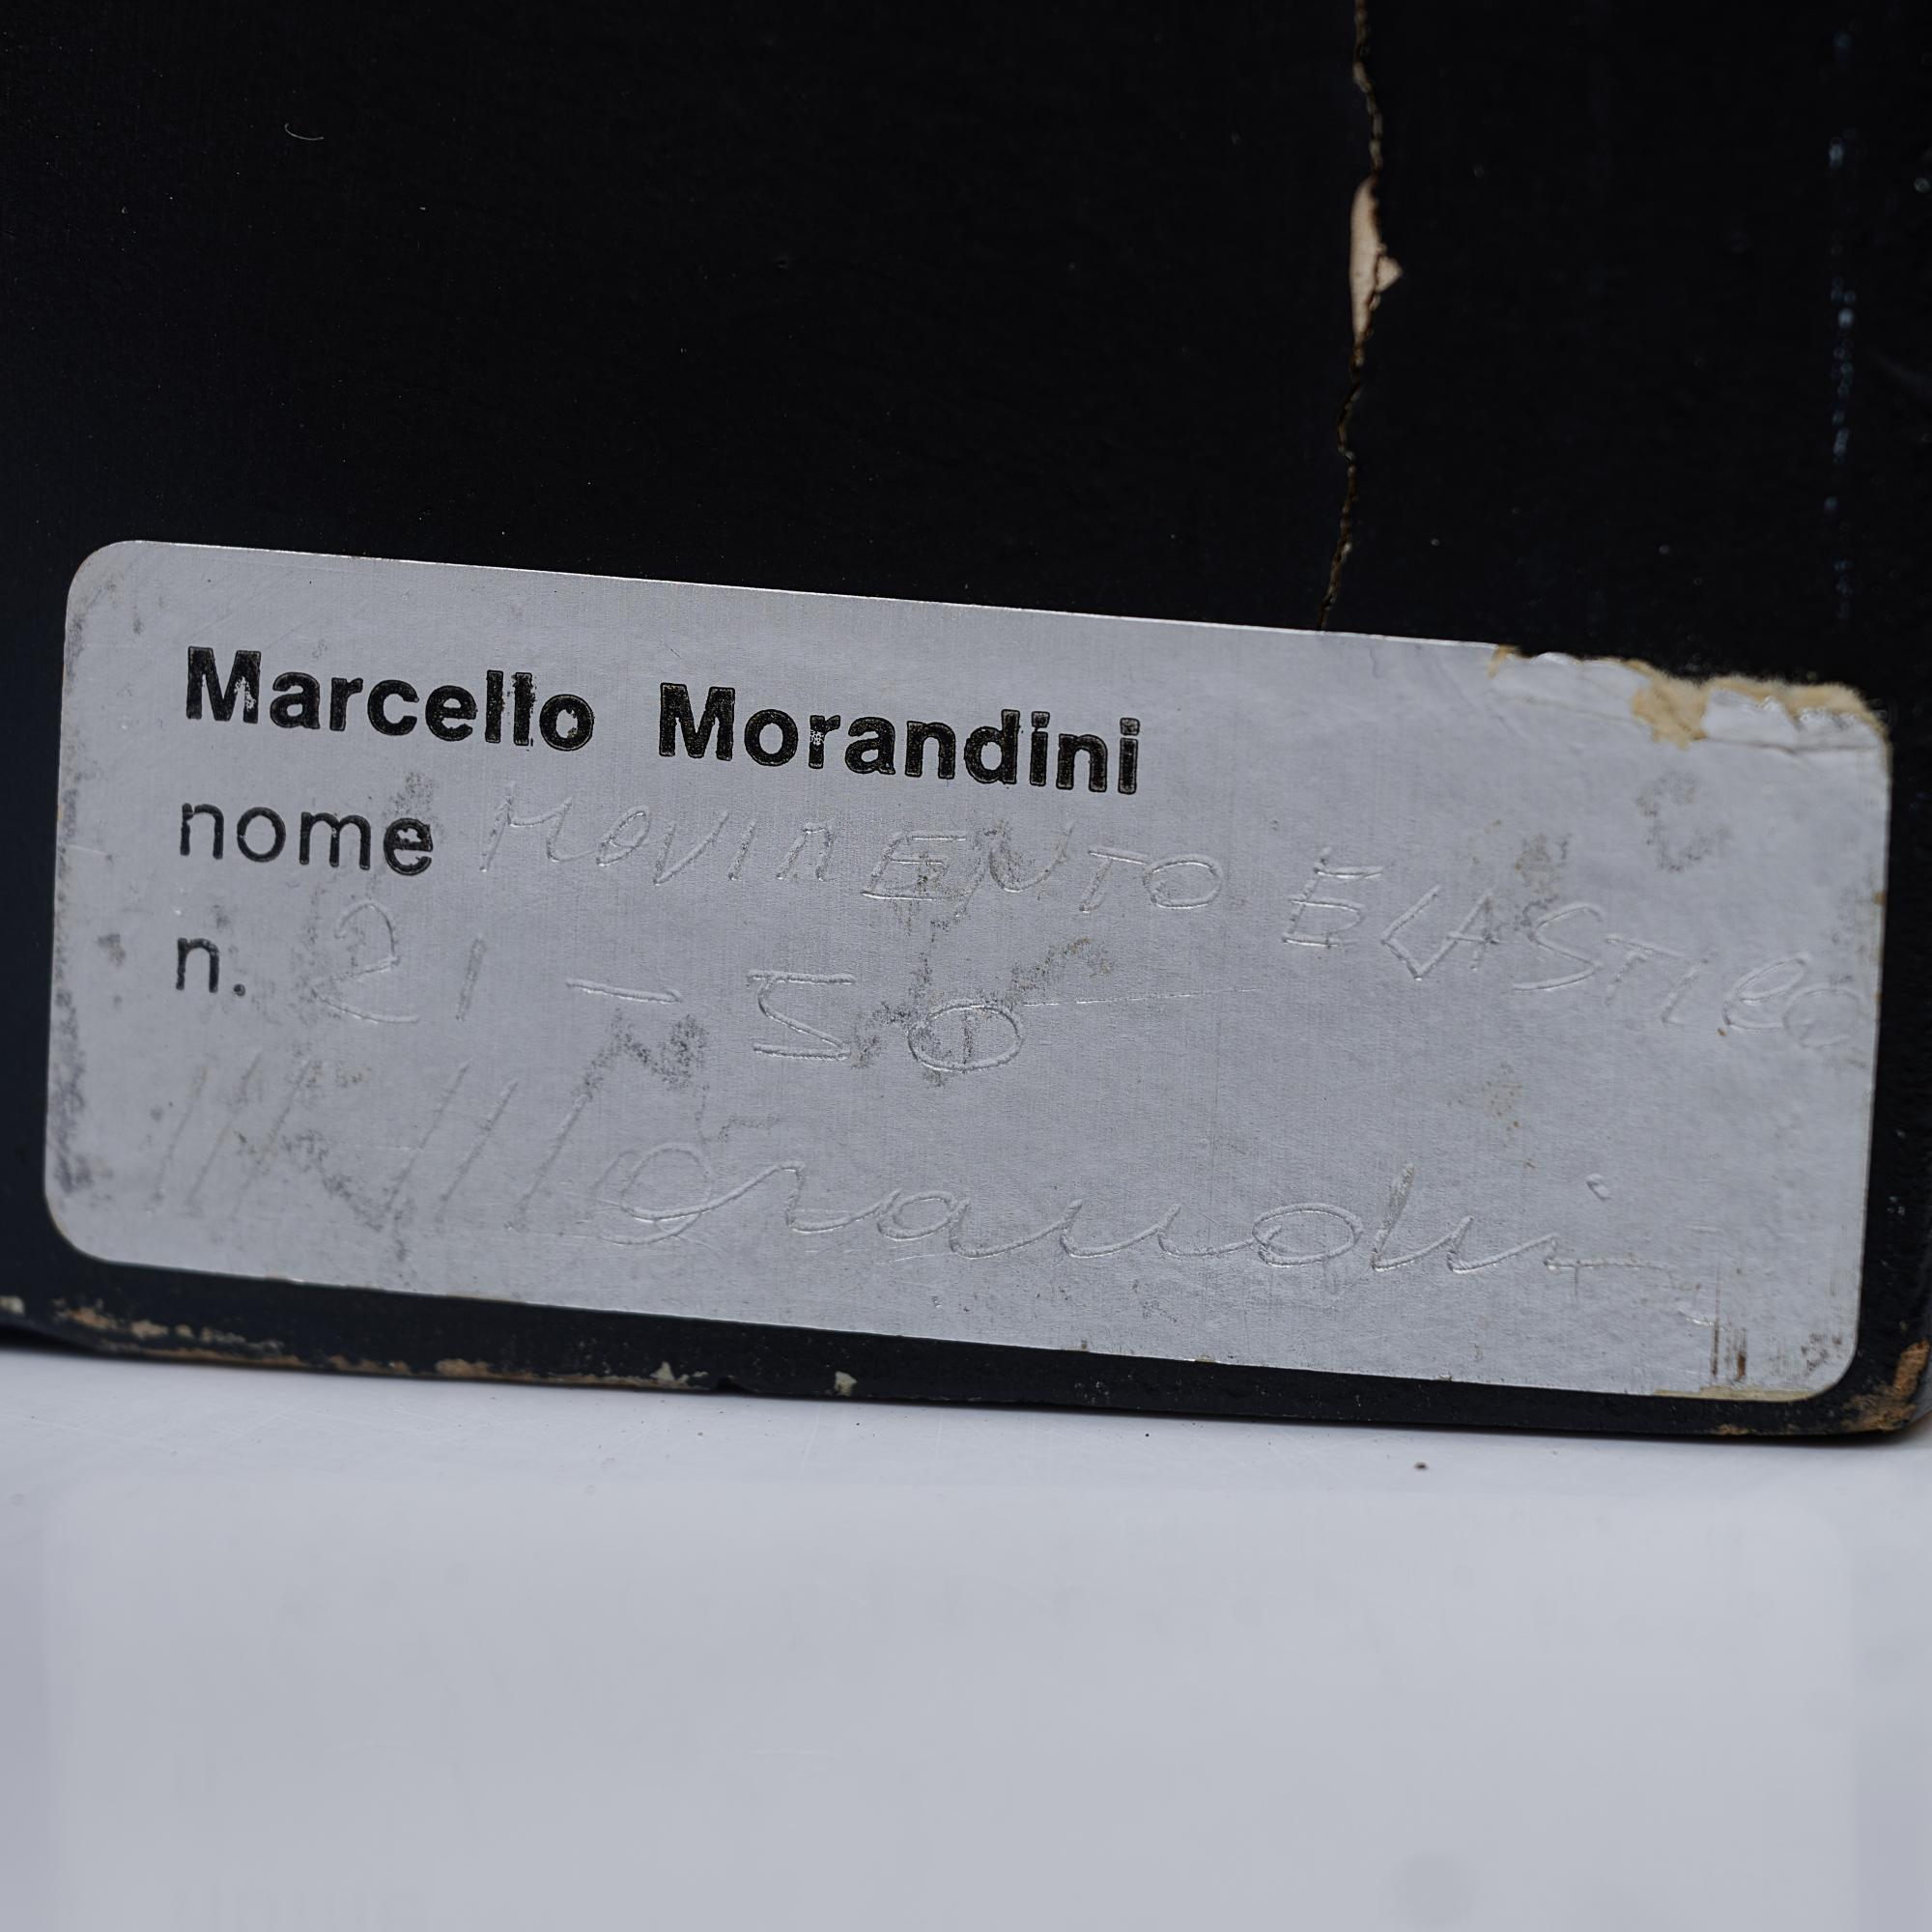 Marcello Morandini
nome MOVIMENTO ELASTICO
n. 21 - 50
MMorandini